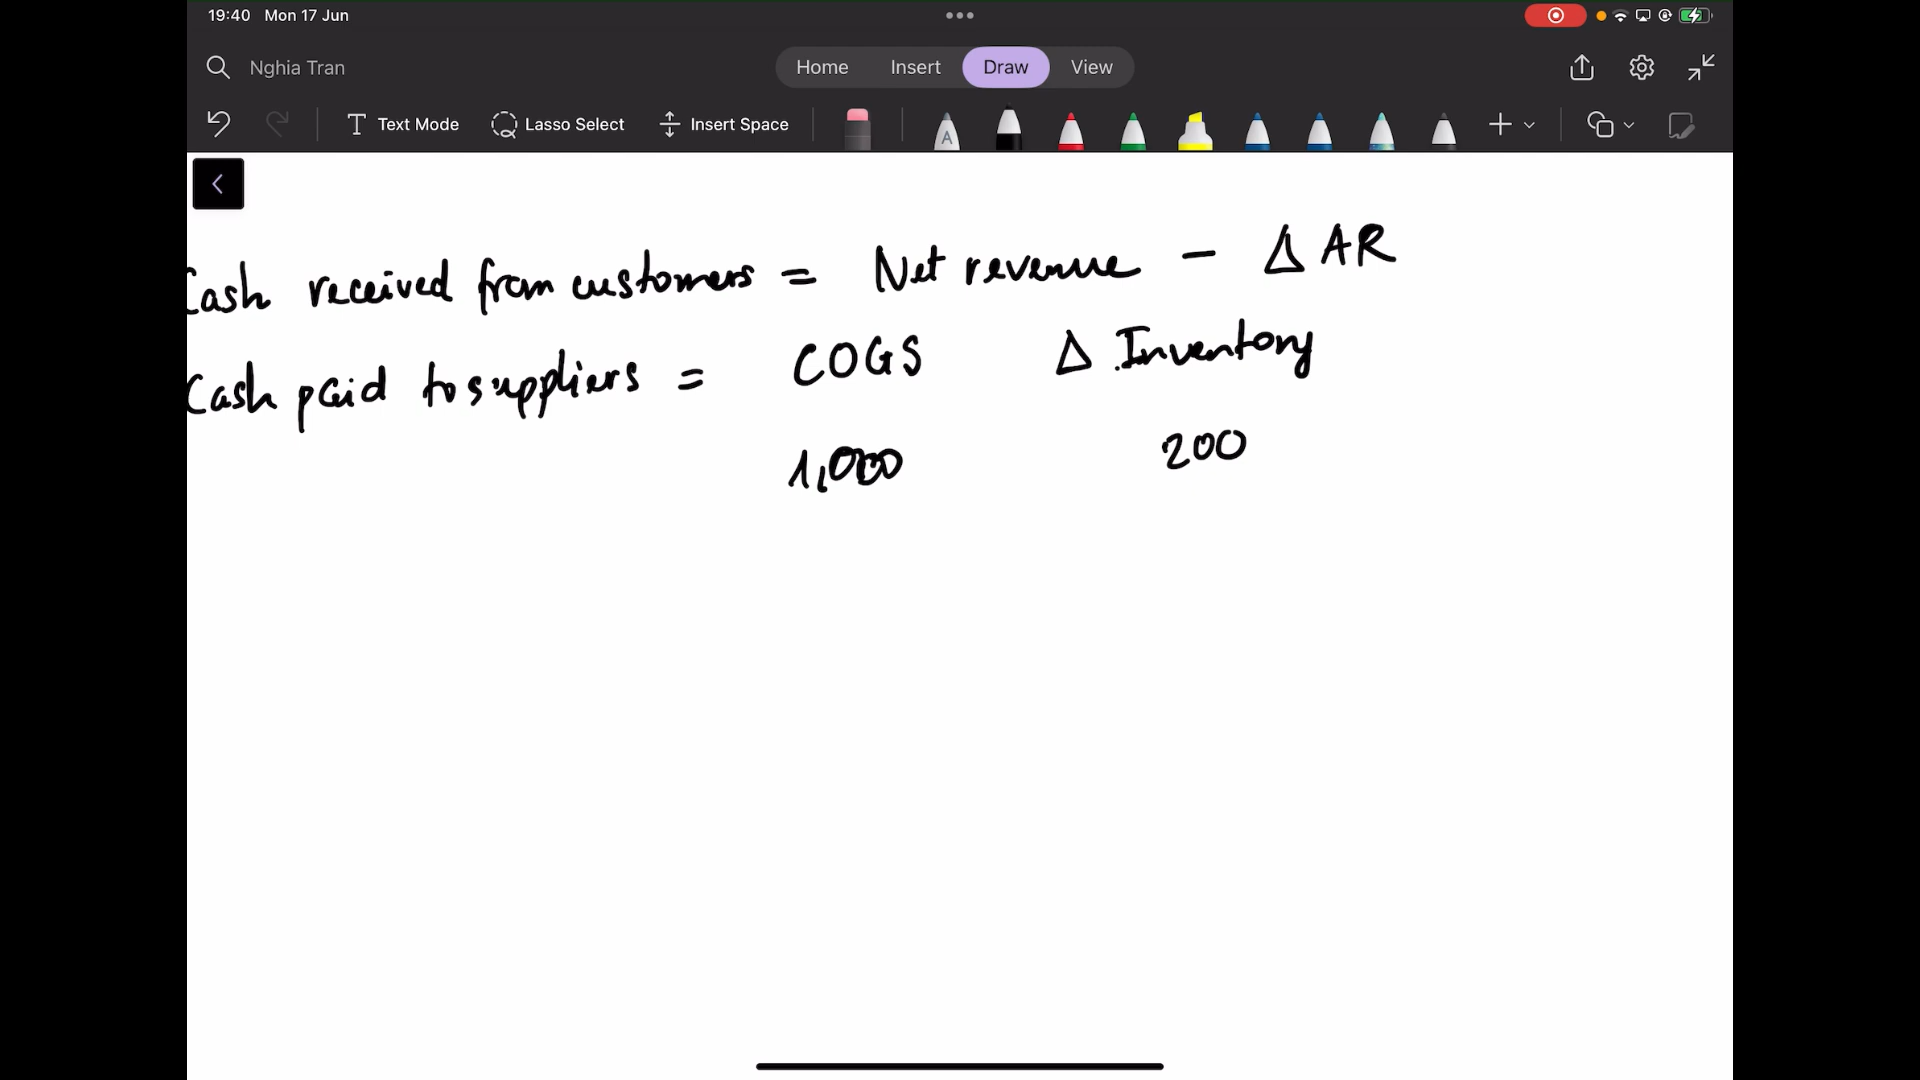 19:40 Mon 17 Jun
Nghia Tran Home Insert Draw View
Text Mode Lasso Select Insert Space A
Cash received from customers = Net revenue - Δ AR
Cash paid to suppliers = COGS Δ Inventory
1,000 200